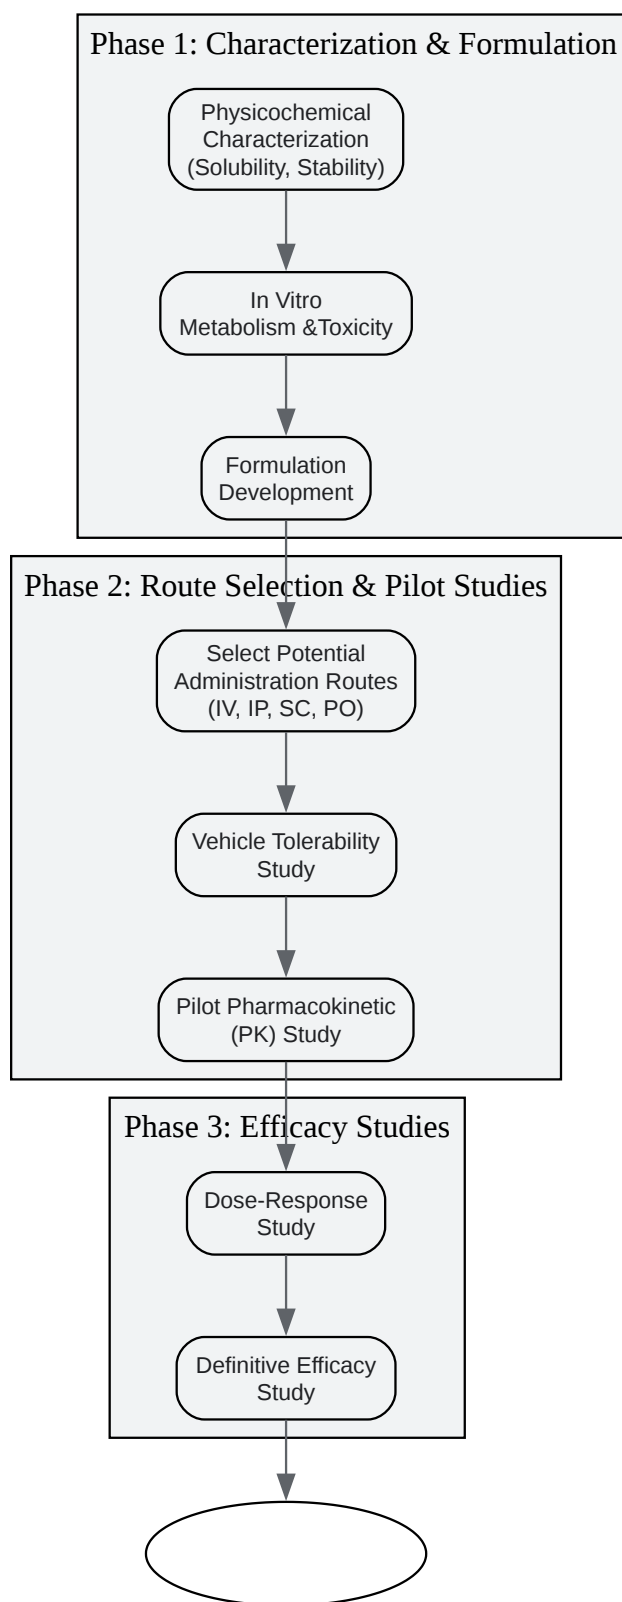 Phase 1: Characterization & Formulation
Physicochemical
Characterization
(Solubility, Stability)
In Vitro
Metabolism &Toxicity
Formulation
Development
Phase 2: Route Selection & Pilot Studies
Select Potential
Administration Routes
(IV, IP, SC, PO)
Vehicle Tolerability
Study
Pilot Pharmacokinetic
(PK) Study
Phase 3: Efficacy Studies
Dose-Response
Study
Definitive Efficacy
Study